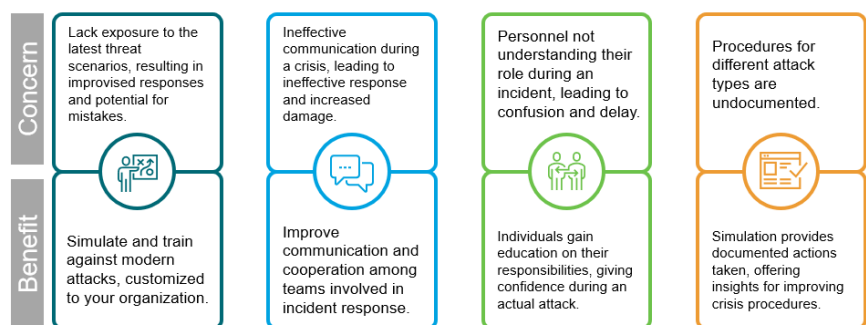 Concern
Lack exposure to the
latest threat
scenarios, resulting in
improvised responses
and potential for
mistakes.
Ineffective
communication during
a crisis, leading to
ineffective response
and increased
damage.
Personnel not
understanding their
role during an
incident, leading to
confusion and delay.
Procedures for
different attack
types are
undocumented.
Benefit
Simulate and train
against modern
attacks, customized
to your organization.
Improve
communication and
cooperation among
teams involved in
incident response.
Individuals gain
education on their
responsibilities, giving
confidence during an
actual attack.
Simulation provides
documented actions
taken, offering
insights for improving
crisis procedures.